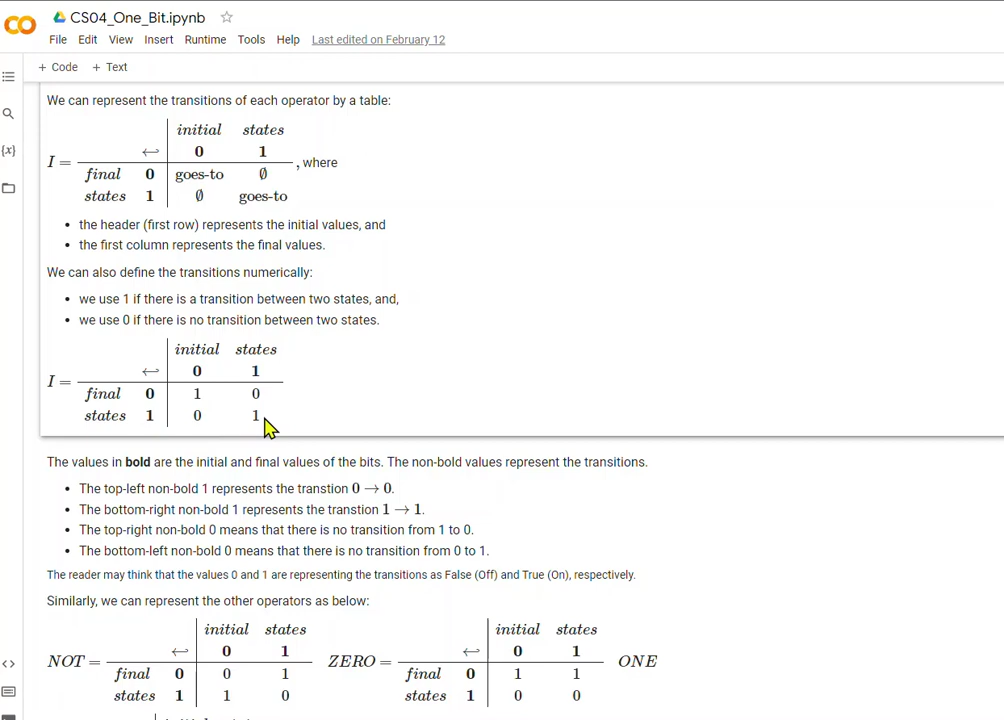 CS04_One_Bit.ipynb
File Edit View Insert Runtime Tools Help Last edited on February 12
+ Code + Text
We can represent the transitions of each operator by a table:
initial states
↩ 0 1
I = , where
final 0 goes-to ∅
states 1 ∅ goes-to
• the header (first row) represents the initial values, and
• the first column represents the final values.
We can also define the transitions numerically:
• we use 1 if there is a transition between two states, and,
• we use 0 if there is no transition between two states.
initial states
↩ 0 1
I =
final 0 1 0
states 1 0 1
The values in bold are the initial and final values of the bits. The non-bold values represent the transitions.
• The top-left non-bold 1 represents the transtion 0 → 0.
• The bottom-right non-bold 1 represents the transtion 1 → 1.
• The top-right non-bold 0 means that there is no transition from 1 to 0.
• The bottom-left non-bold 0 means that there is no transition from 0 to 1.
The reader may think that the values 0 and 1 are representing the transitions as False (Off) and True (On), respectively.
Similarly, we can represent the other operators as below:
initial states initial states
↩ 0 1 ↩ 0 1
NOT = ZERO = ONE
final 0 0 1 final 0 1 1
states 1 1 0 states 1 0 0